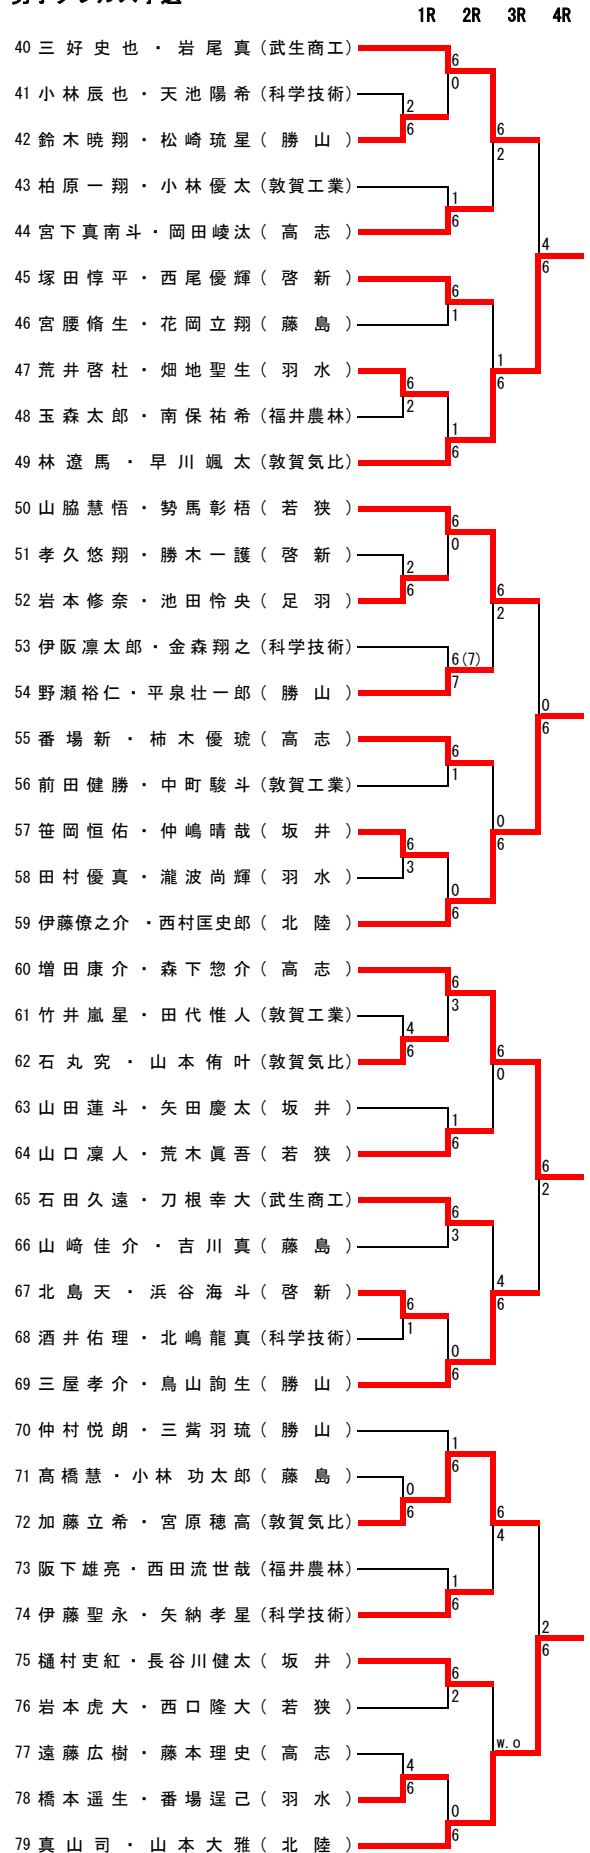 1R 2R 3R 4R
40 三 好 史 也 ・ 岩 尾 真 (武生商工)
6
0
41 小 林 辰 也 ・ 天 池 陽 希 (科学技術)
2
6
42 鈴 木 暁 翔 ・ 松 崎 琉 星 ( 勝 山 )
6
2
43 柏 原 一 翔 ・ 小 林 優 太 (敦賀工業)
1
6
44 宮 下 真 南 斗 ・ 岡 田 崚 汰 ( 高 志 )
4
6
45 塚 田 惇 平 ・ 西 尾 優 輝 ( 啓 新 )
6
1
46 宮 腰 脩 生 ・ 花 岡 立 翔 ( 藤 島 )
1
6
47 荒 井 啓 杜 ・ 畑 地 聖 生 ( 羽 水 )
6
2
48 玉 森 太 郎 ・ 南 保 祐 希 (福井農林)
1
6
49 林 遼 馬 ・ 早 川 颯 太 (敦賀気比)
50 山 脇 慧 悟 ・ 勢 馬 彰 梧 ( 若 狭 )
6
0
51 孝 久 悠 翔 ・ 勝 木 一 護 ( 啓 新 )
2
6
52 岩 本 修 奈 ・ 池 田 怜 央 ( 足 羽 )
6
2
53 伊 阪 凛 太 郎 ・ 金 森 翔 之 (科学技術)
6(7)
7
54 野 瀬 裕 仁 ・ 平 泉 壮 一 郎 ( 勝 山 )
0
6
55 番 場 新 ・ 柿 木 優 琥 ( 高 志 )
6
1
56 前 田 健 勝 ・ 中 町 駿 斗 (敦賀工業)
0
6
57 笹 岡 恒 佑 ・ 仲 嶋 晴 哉 ( 坂 井 )
6
3
58 田 村 優 真 ・ 瀧 波 尚 輝 ( 羽 水 )
0
6
59 伊藤僚之介 ・西村匡史郎 ( 北 陸 )
60 増 田 康 介 ・ 森 下 惣 介 ( 高 志 )
6
3
61 竹 井 嵐 星 ・ 田 代 惟 人 (敦賀工業)
4
6
62 石 丸 究 ・ 山 本 侑 叶 (敦賀気比)
6
0
63 山 田 蓮 斗 ・ 矢 田 慶 太 ( 坂 井 )
1
6
64 山 口 凜 人 ・ 荒 木 眞 吾 ( 若 狭 )
6
2
65 石 田 久 遠 ・ 刀 根 幸 大 (武生商工)
6
3
66 山 﨑 佳 介 ・ 吉 川 真 ( 藤 島 )
4
6
67 北 島 天 ・ 浜 谷 海 斗 ( 啓 新 )
6
1
68 酒 井 佑 理 ・ 北 嶋 龍 真 (科学技術)
0
6
69 三 屋 孝 介 ・ 鳥 山 詢 生 ( 勝 山 )
70 仲 村 悦 朗 ・ 三 觜 羽 琉 ( 勝 山 )
1
6
71 髙 橋 慧 ・ 小 林 功 太 郎 ( 藤 島 )
0
6
72 加 藤 立 希 ・ 宮 原 穂 高 (敦賀気比)
6
4
73 阪 下 雄 亮 ・ 西 田 流 世 哉 (福井農林)
1
6
74 伊 藤 聖 永 ・ 矢 納 孝 星 (科学技術)
2
6
75 樋 村 吏 紅 ・ 長 谷 川 健 太 ( 坂 井 )
6
2
76 岩 本 虎 大 ・ 西 口 隆 大 ( 若 狭 )
w.o
77 遠 藤 広 樹 ・ 藤 本 理 史 ( 高 志 )
4
6
78 橋 本 遥 生 ・ 番 場 逞 己 ( 羽 水 )
0
6
79 真 山 司 ・ 山 本 大 雅 ( 北 陸 )